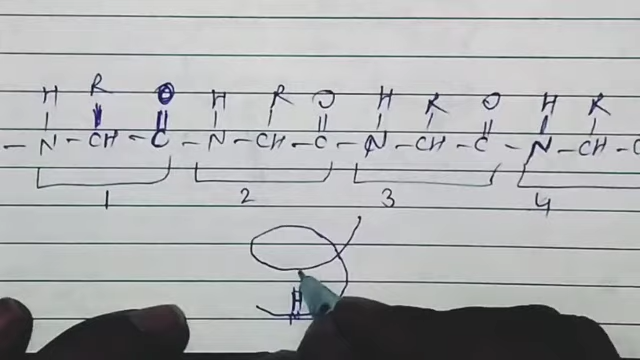 H R O H R O H R O H R
- N - CH - C - N - CH - C - N - CH - C - N - CH - C
1 2 3 4
H
N